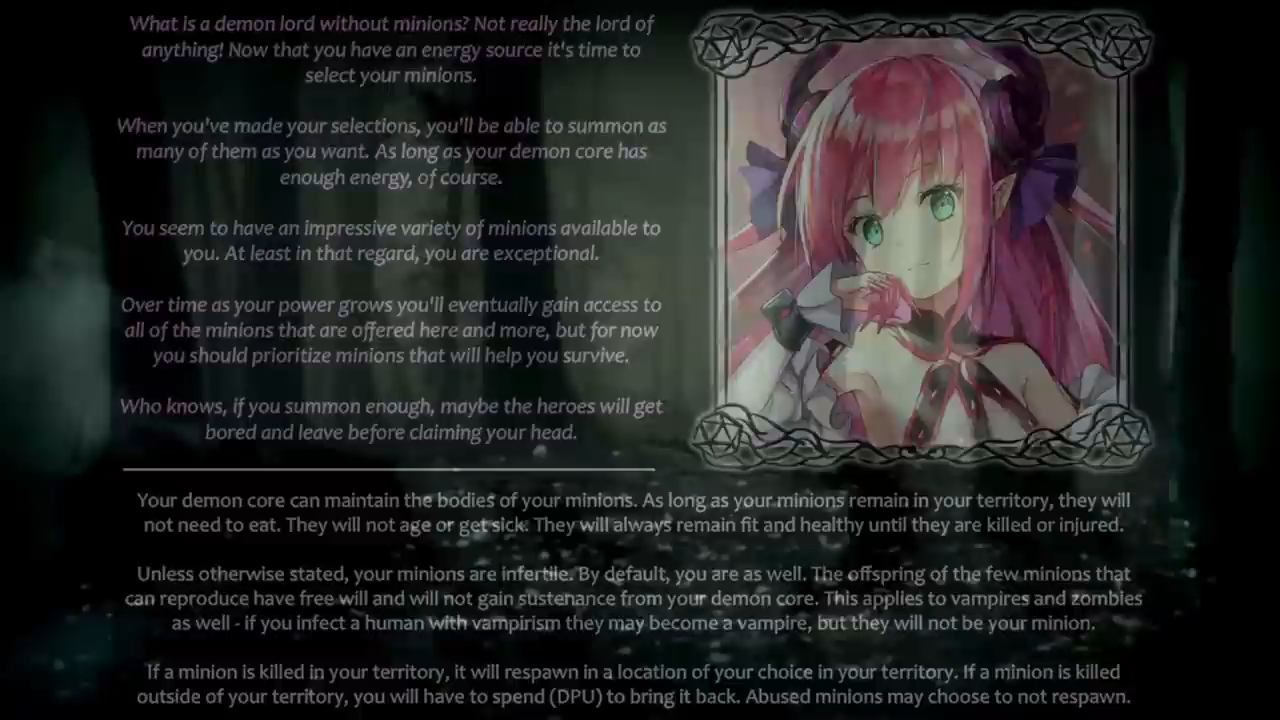 What is a demon lord without minions? Not really the lord of
anything! Now that you have an energy source it's time to
select your minions.
When you've made your selections, you'll be able to summon as
many of them as you want. As long as your demon core has
enough energy, of course.
You seem to have an impressive variety of minions available to
you. At least in that regard, you are exceptional.
Over time as your power grows you'll eventually gain access to
all of the minions that are offered here and more, but for now
you should prioritize minions that will help you survive.
Who knows, if you summon enough, maybe the heroes will get
bored and leave before claiming your head.
Your demon core can maintain the bodies of your minions. As long as your minions remain in your territory, they will
not need to eat. They will not age or get sick. They will always remain fit and healthy until they are killed or injured.
Unless otherwise stated, your minions are infertile. By default, you are as well. The offspring of the few minions that
can reproduce have free will and will not gain sustenance from your demon core. This applies to vampires and zombies
as well - if you infect a human with vampirism they may become a vampire, but they will not be your minion.
If a minion is killed in your territory, it will respawn in a location of your choice in your territory. If a minion is killed
outside of your territory, you will have to spend (DPU) to bring it back. Abused minions may choose to not respawn.